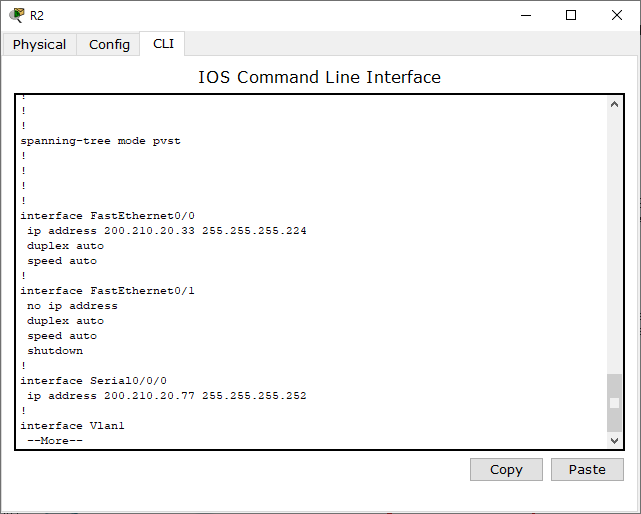 R2
Physical Config CLI
IOS Command Line Interface
!
!
!
spanning-tree mode pvst
!
!
!
!
interface FastEthernet0/0
 ip address 200.210.20.33 255.255.255.224
 duplex auto
 speed auto
!
interface FastEthernet0/1
 no ip address
 duplex auto
 speed auto
 shutdown
!
interface Serial0/0/0
 ip address 200.210.20.77 255.255.255.252
!
interface Vlan1
 --More--
Copy Paste